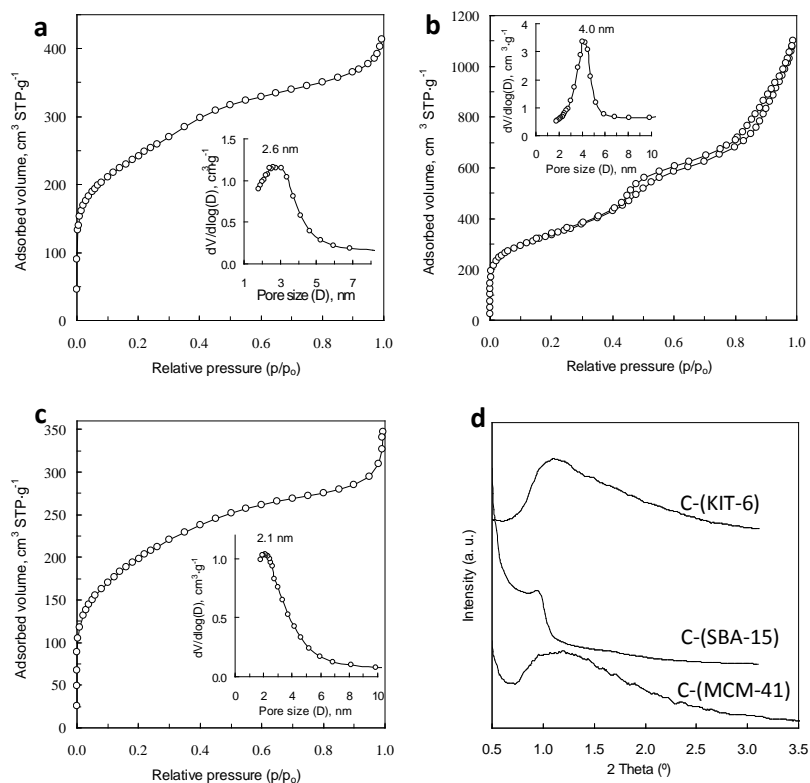 a
400
300
200
100
0
Adsorbed volume, cm³ STP·g⁻¹
0.0 0.2 0.4 0.6 0.8 1.0
Relative pressure (p/pₒ)
2.6 nm
1.5
1.0
0.5
0.0
dV/dlog(D), cm³·g⁻¹
1 3 5 7
Pore size (D), nm
b
1200
1000
800
600
400
200
0
Adsorbed volume, cm³ STP·g⁻¹
0.0 0.2 0.4 0.6 0.8 1.0
Relative pressure (p/pₒ)
4.0 nm
4
3
2
1
0
dV/dlog(D), cm³·g⁻¹
0 2 4 6 8 10
Pore size (D), nm
c
350
300
250
200
150
100
50
0
Adsorbed volume, cm³ STP·g⁻¹
0.0 0.2 0.4 0.6 0.8 1.0
Relative pressure (p/pₒ)
2.1 nm
1.0
0.5
0.0
dV/dlog(D), cm³·g⁻¹
0 2 4 6 8 10
Pore size (D), nm
d
C-(KIT-6)
C-(SBA-15)
C-(MCM-41)
Intensity (a. u.)
0.5 1.0 1.5 2.0 2.5 3.0 3.5
2 Theta (º)